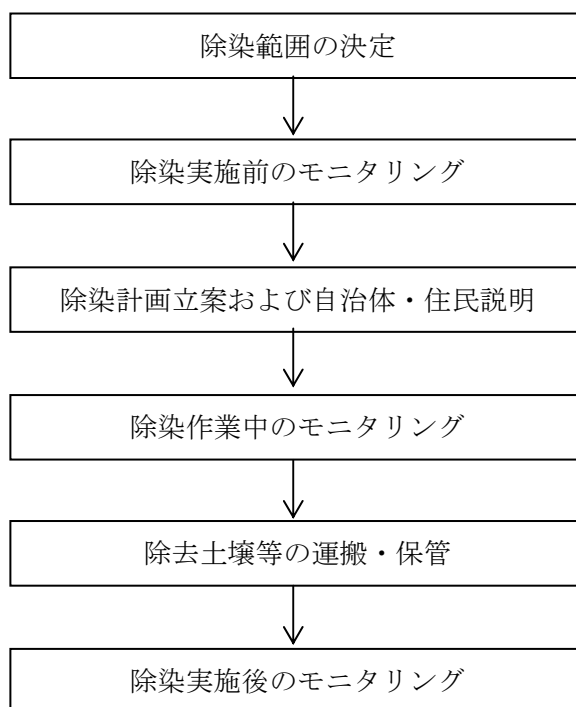 除染範囲の決定
除染実施前のモニタリング
除染計画立案および自治体・住民説明
除染作業中のモニタリング
除去土壌等の運搬・保管
除染実施後のモニタリング